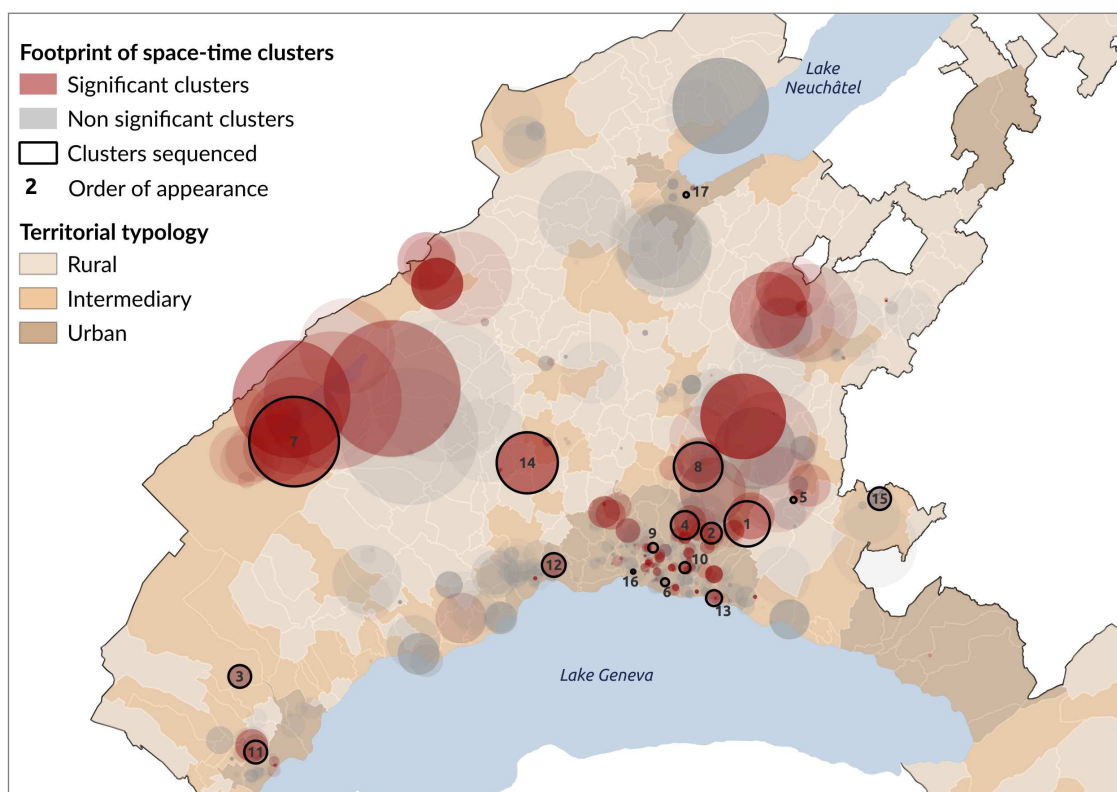 Footprint of space-time clusters
Significant clusters
Non significant clusters
Clusters sequenced
2 Order of appearance
Territorial typology
Rural
Intermediary
Urban
Lake
Neuchâtel
17
7
14
8
5
15
4
2
1
9
12
10
16
6
13
Lake Geneva
3
11